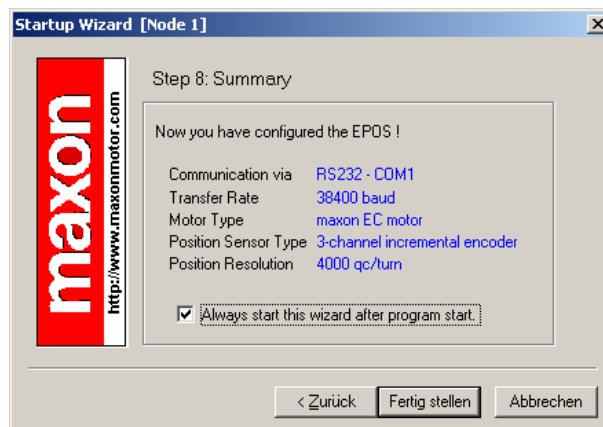 Startup Wizard [Node 1]
maxon
http://www.maxonmotor.com
Step 8: Summary
Now you have configured the EPOS !
Communication via RS232 - COM1
Transfer Rate 38400 baud
Motor Type maxon EC motor
Position Sensor Type 3-channel incremental encoder
Position Resolution 4000 qc/turn
Always start this wizard after program start.
< Zurück Fertig stellen Abbrechen